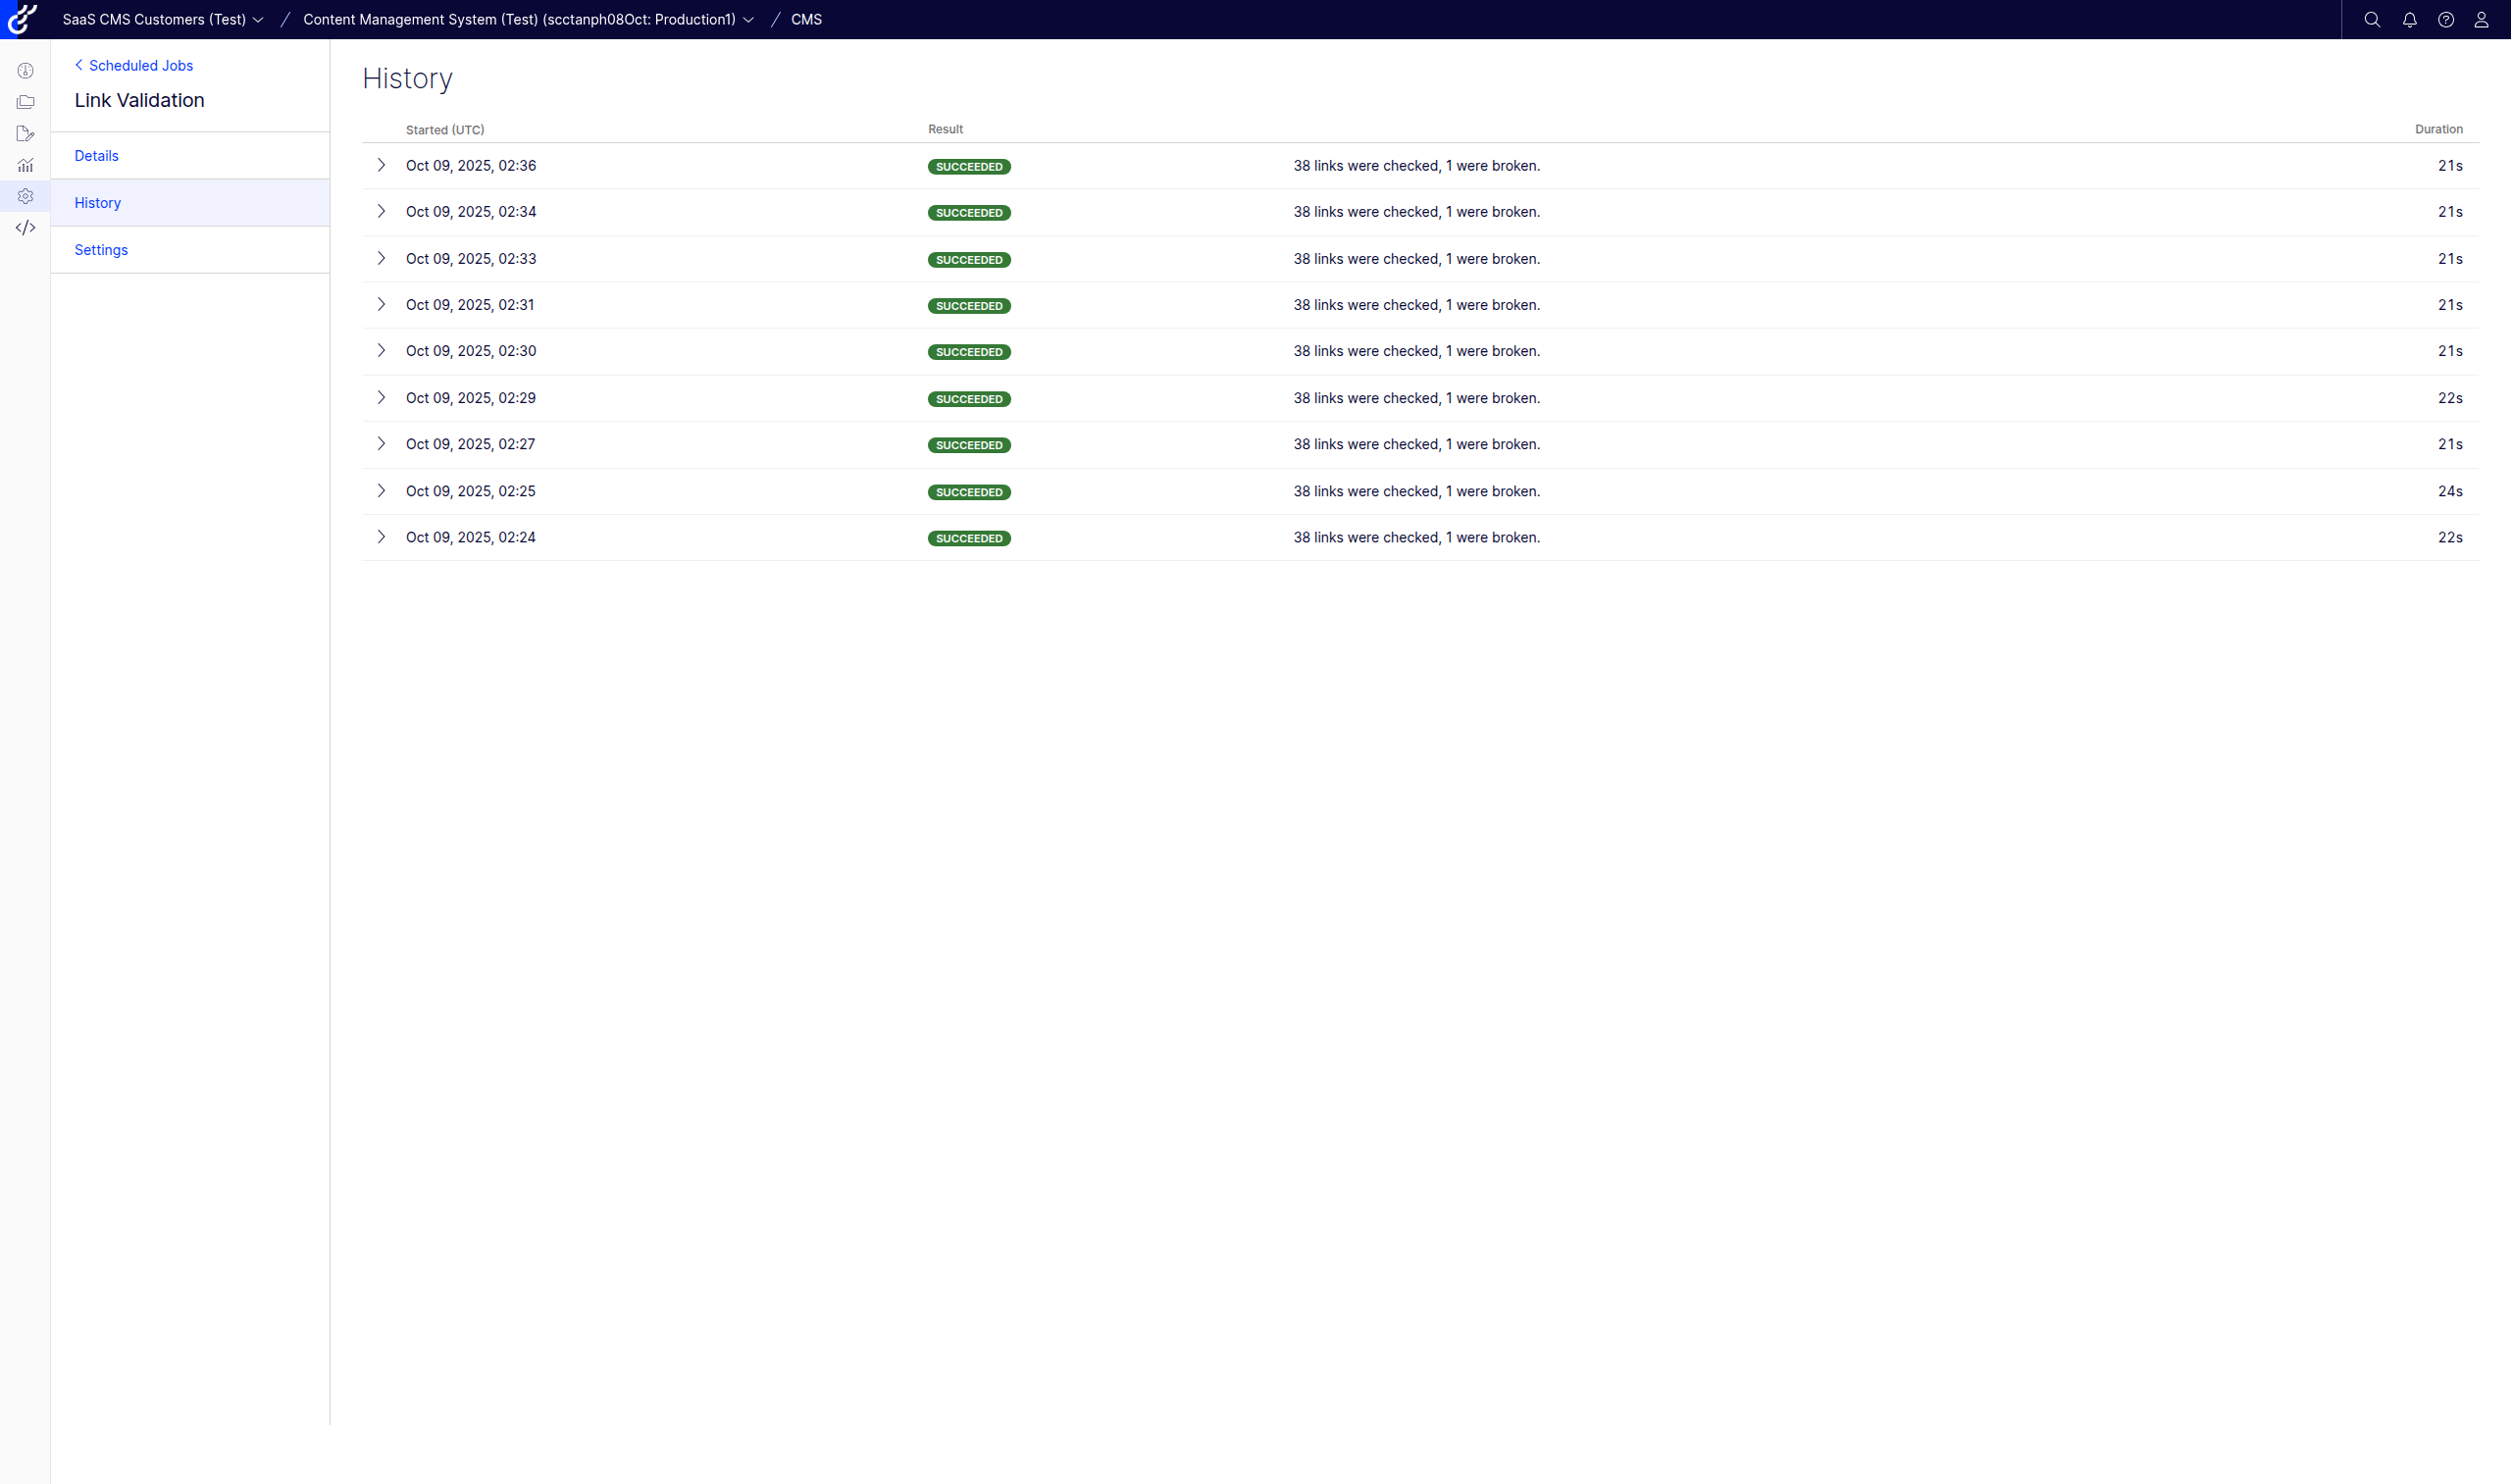 SaaS CMS Customers (Test) / Content Management System (Test) (scctanph08Oct: Production1) / CMS
Scheduled Jobs
Link Validation
Details
History
Settings
History
Started (UTC) Result Duration
Oct 09, 2025, 02:36 SUCCEEDED 38 links were checked, 1 were broken. 21s
Oct 09, 2025, 02:34 SUCCEEDED 38 links were checked, 1 were broken. 21s
Oct 09, 2025, 02:33 SUCCEEDED 38 links were checked, 1 were broken. 21s
Oct 09, 2025, 02:31 SUCCEEDED 38 links were checked, 1 were broken. 21s
Oct 09, 2025, 02:30 SUCCEEDED 38 links were checked, 1 were broken. 21s
Oct 09, 2025, 02:29 SUCCEEDED 38 links were checked, 1 were broken. 22s
Oct 09, 2025, 02:27 SUCCEEDED 38 links were checked, 1 were broken. 21s
Oct 09, 2025, 02:25 SUCCEEDED 38 links were checked, 1 were broken. 24s
Oct 09, 2025, 02:24 SUCCEEDED 38 links were checked, 1 were broken. 22s